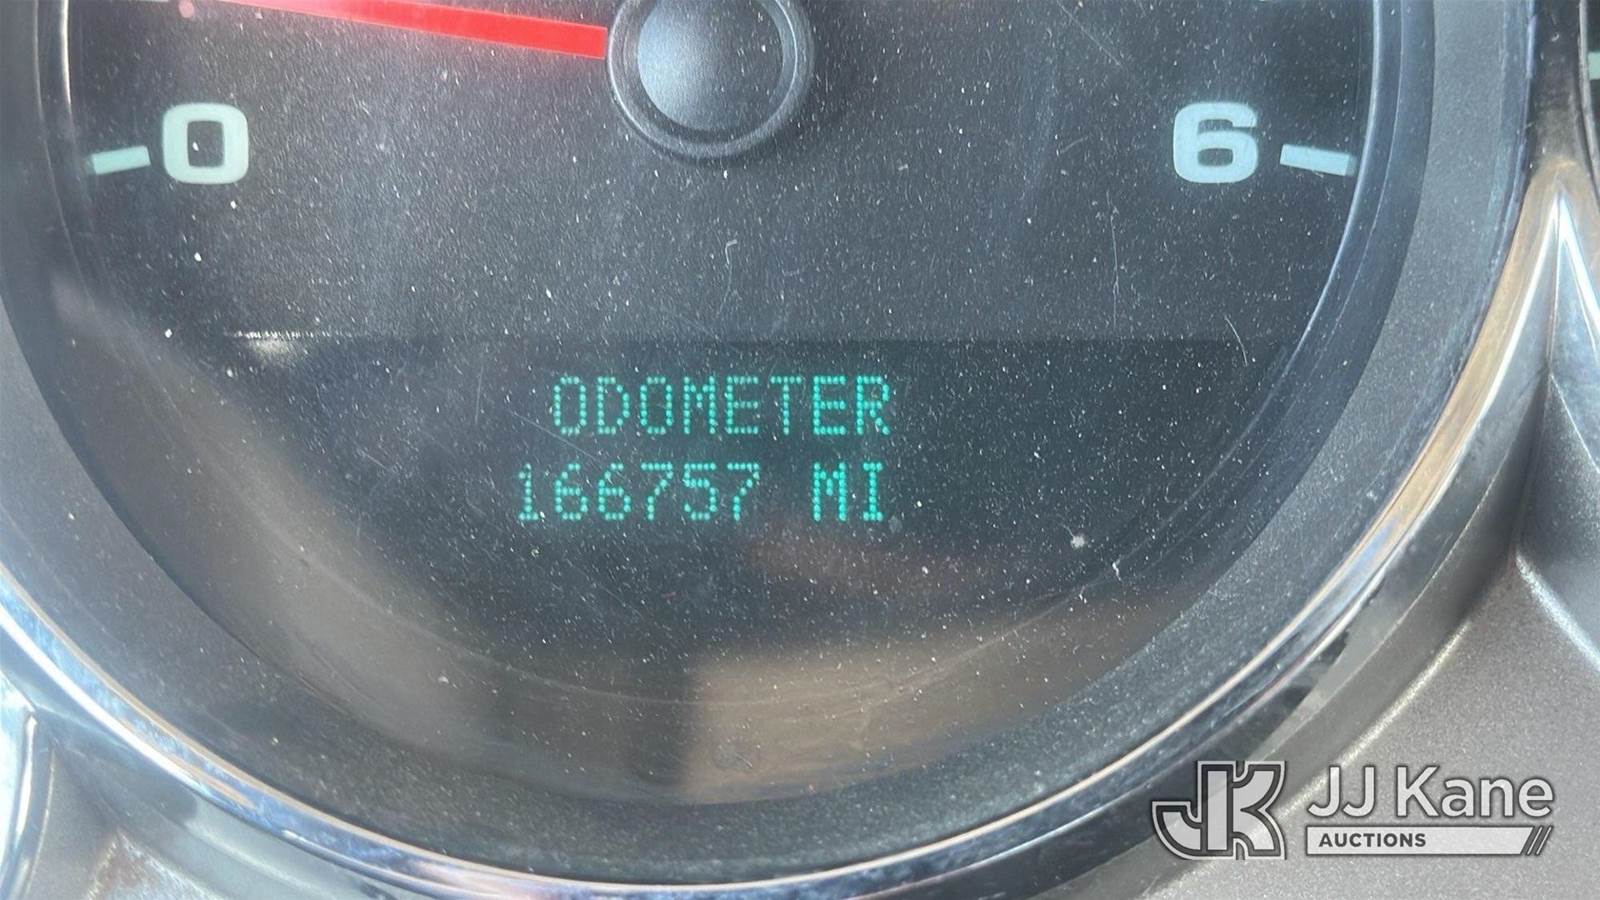 0
6
ODOMETER
166757 MI
JK JJ Kane
AUCTIONS